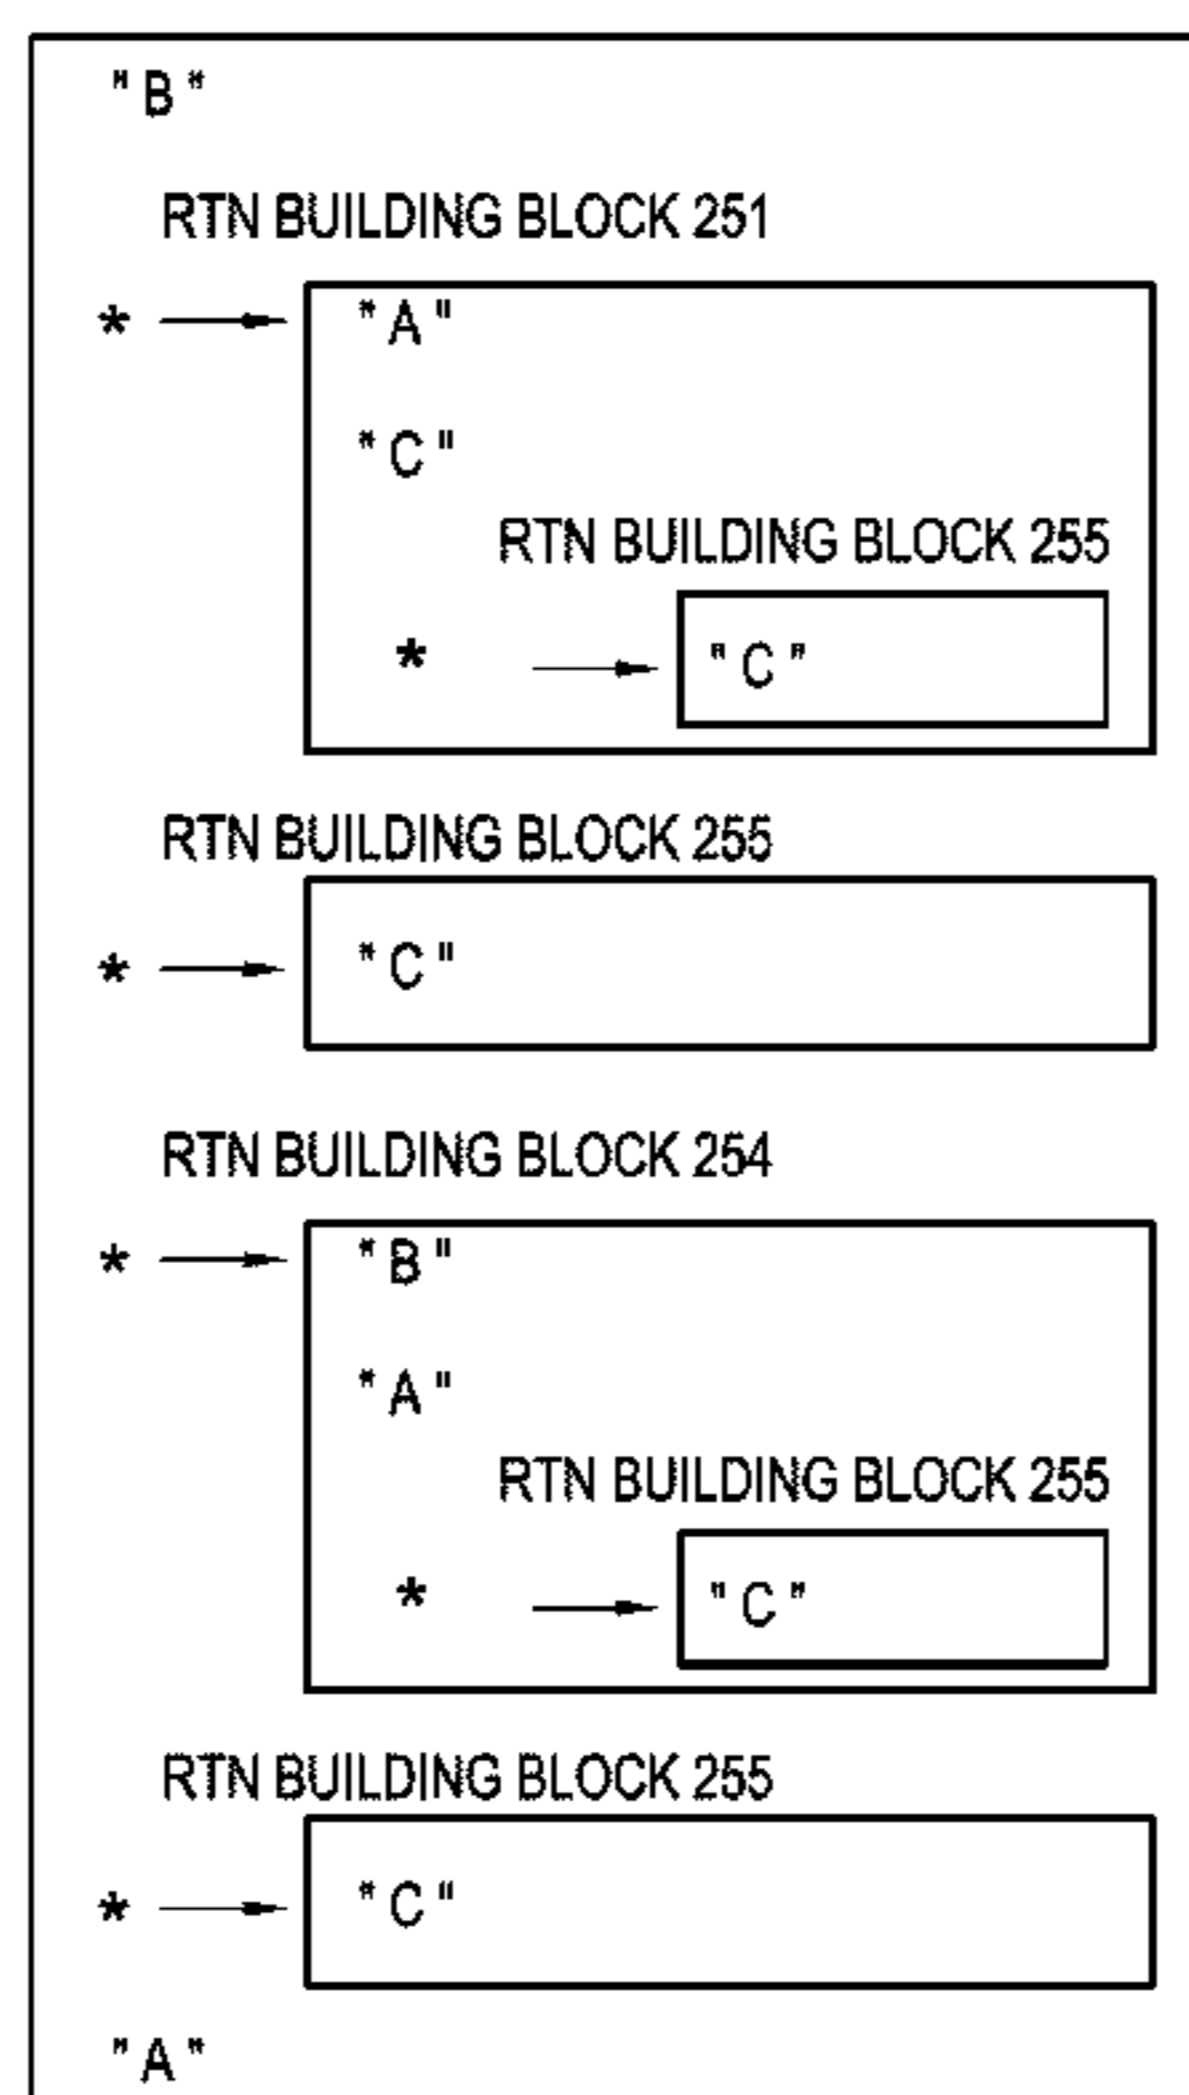 "B"
RTN BUILDING BLOCK 251
* "A"
"C"
RTN BUILDING BLOCK 255
* "C"
RTN BUILDING BLOCK 255
* "C"
RTN BUILDING BLOCK 254
* "B"
"A"
RTN BUILDING BLOCK 255
* "C"
RTN BUILDING BLOCK 255
* "C"
"A"